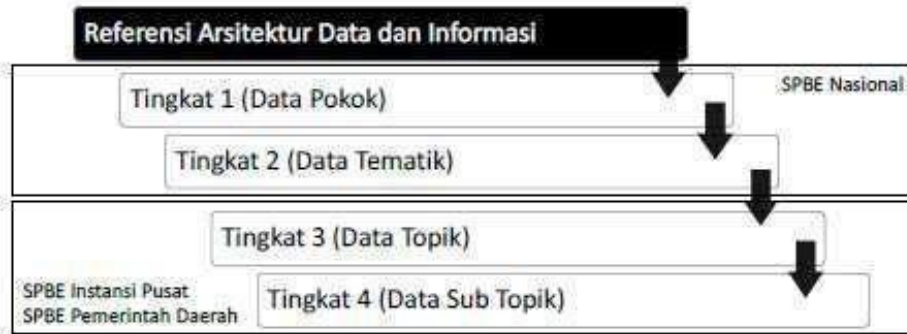 Referensi Arsitektur Data dan Informasi
SPBE Nasional
Tingkat 1 (Data Pokok)
Tingkat 2 (Data Tematik)
Tingkat 3 (Data Topik)
SPBE Instansi Pusat
SPBE Pemerintah Daerah
Tingkat 4 (Data Sub Topik)